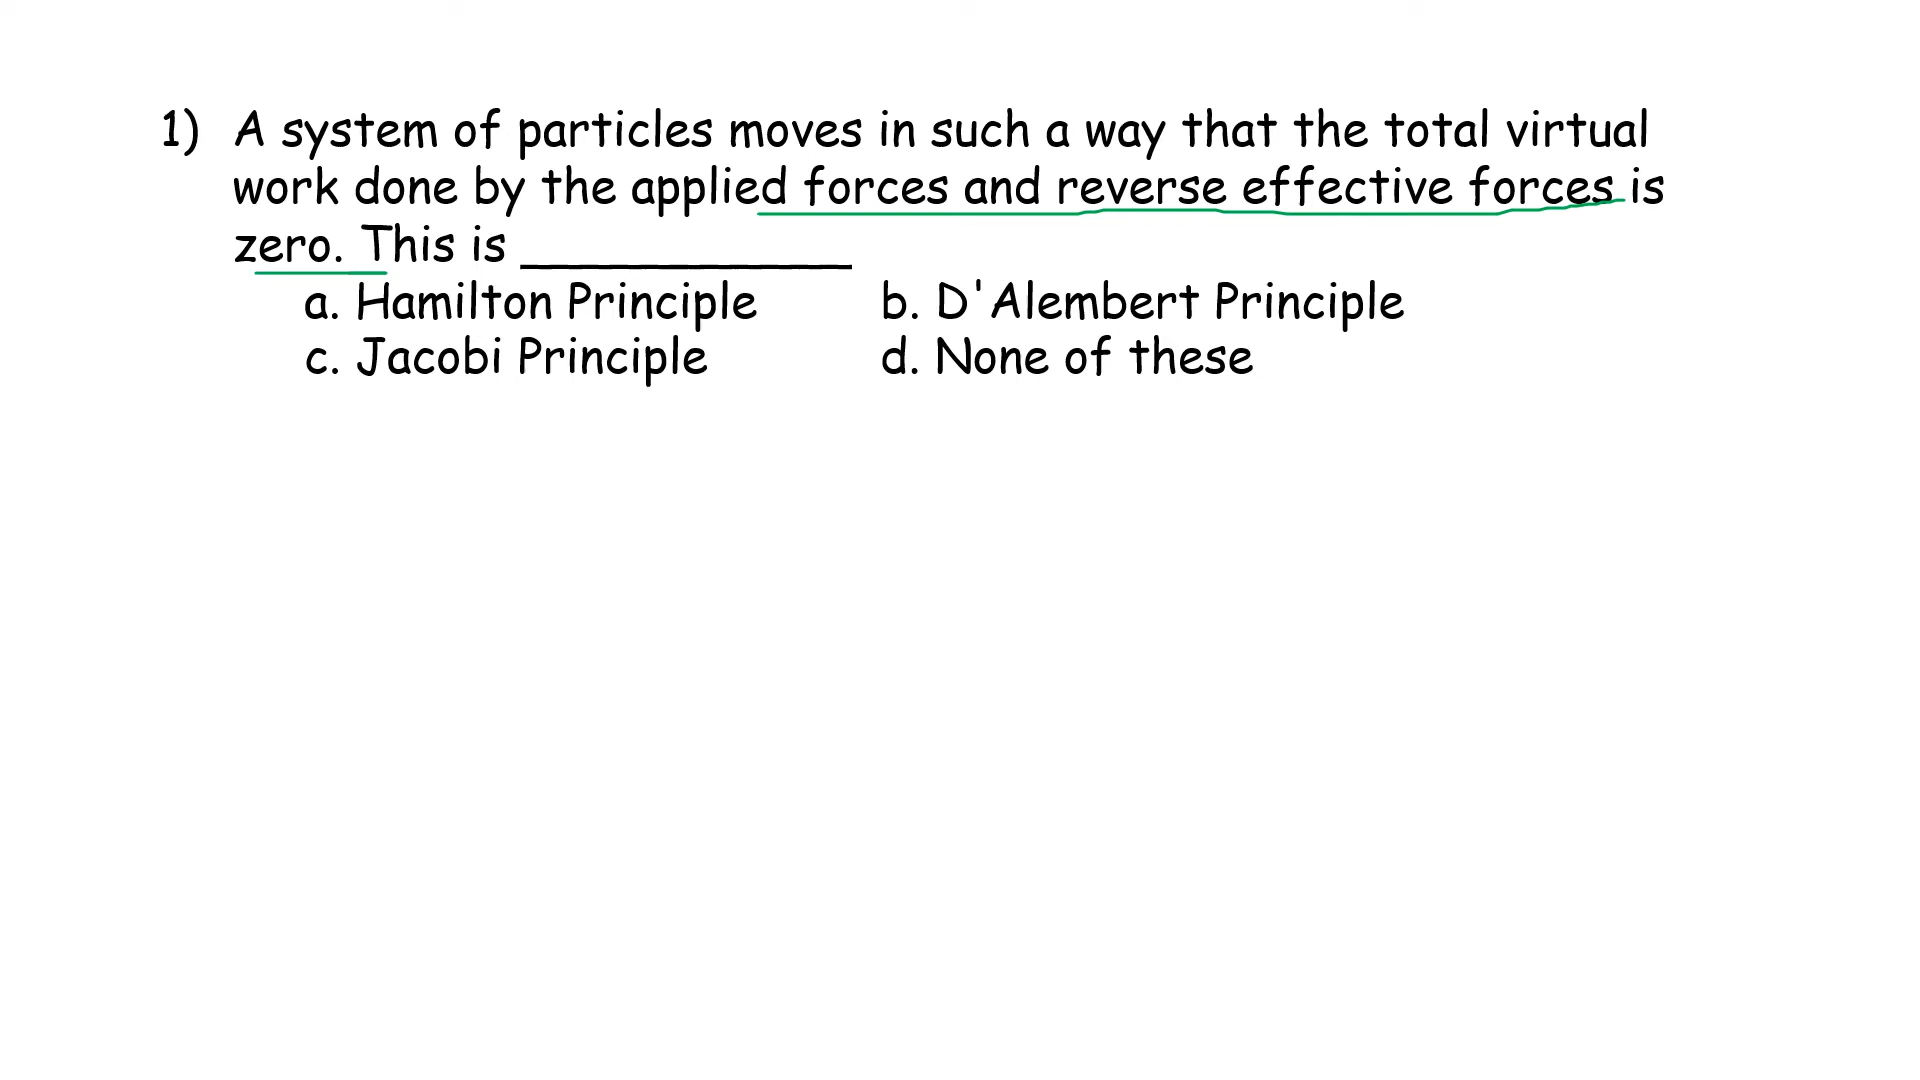 1) A system of particles moves in such a way that the total virtual
work done by the applied forces and reverse effective forces is
zero. This is ___________
a. Hamilton Principle b. D'Alembert Principle
c. Jacobi Principle d. None of these